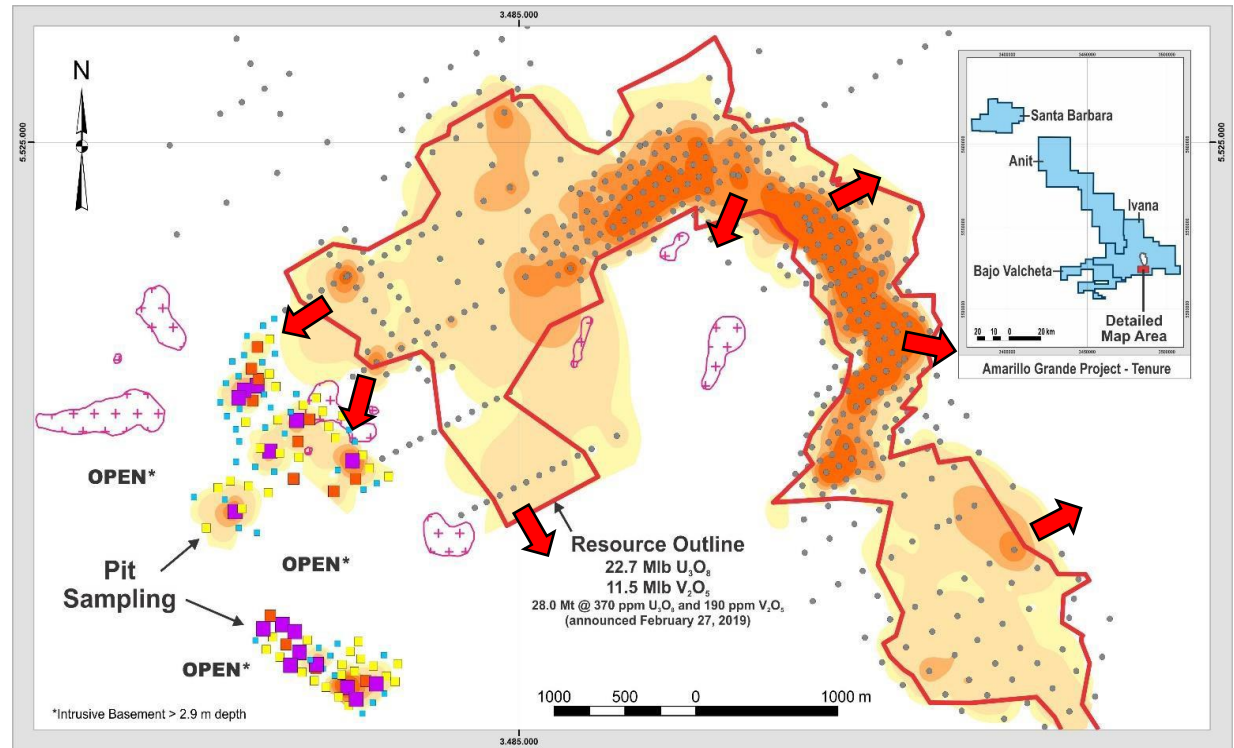 3.485.000
N
5.525.000
5.525.000
Santa Barbara
Anit
Ivana
Bajo Valcheta
Detailed
Map Area
20 10 0 20 km
Amarillo Grande Project - Tenure
OPEN*
Pit
Sampling
OPEN*
OPEN*
Resource Outline
22.7 Mlb U₃O₈
11.5 Mlb V₂O₅
28.0 Mt @ 370 ppm U₃O₈ and 190 ppm V₂O₅
(announced February 27, 2019)
1000 500 0 1000 m
*Intrusive Basement > 2.9 m depth
3.485.000